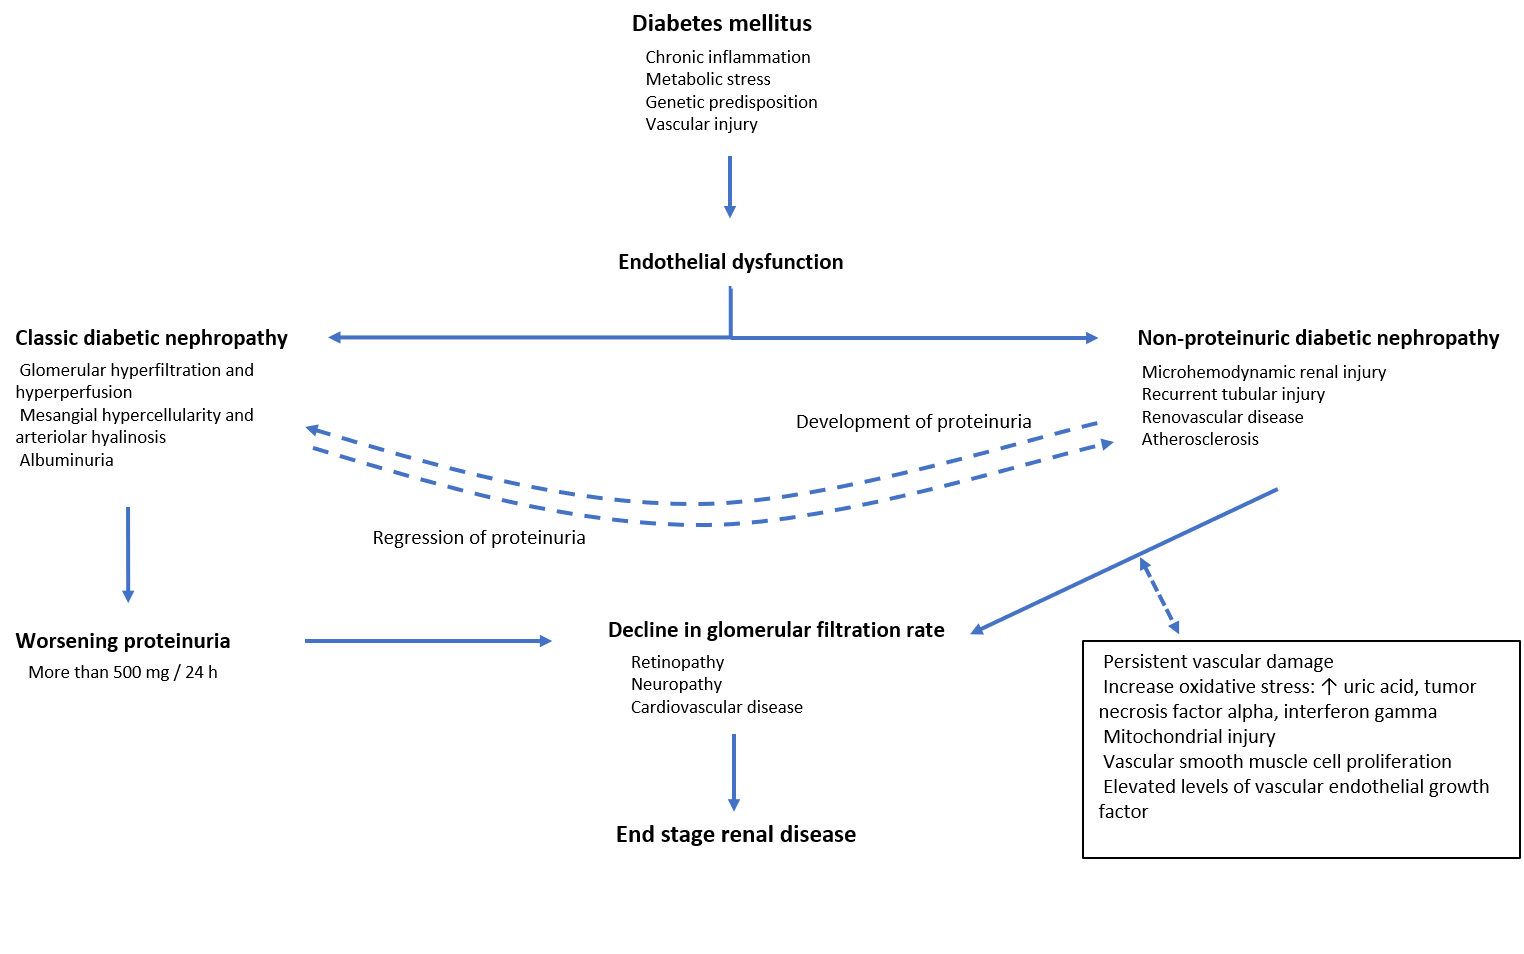 Diabetes mellitus
Chronic inflammation
Metabolic stress
Genetic predisposition
Vascular injury
Endothelial dysfunction
Classic diabetic nephropathy
Glomerular hyperfiltration and
hyperperfusion
Mesangial hypercellularity and
arteriolar hyalinosis
Albuminuria
Non-proteinuric diabetic nephropathy
Microhemodynamic renal injury
Recurrent tubular injury
Renovascular disease
Atherosclerosis
Development of proteinuria
Regression of proteinuria
Worsening proteinuria
More than 500 mg / 24 h
Decline in glomerular filtration rate
Retinopathy
Neuropathy
Cardiovascular disease
Persistent vascular damage
Increase oxidative stress: ↑ uric acid, tumor
necrosis factor alpha, interferon gamma
Mitochondrial injury
Vascular smooth muscle cell proliferation
Elevated levels of vascular endothelial growth
factor
End stage renal disease